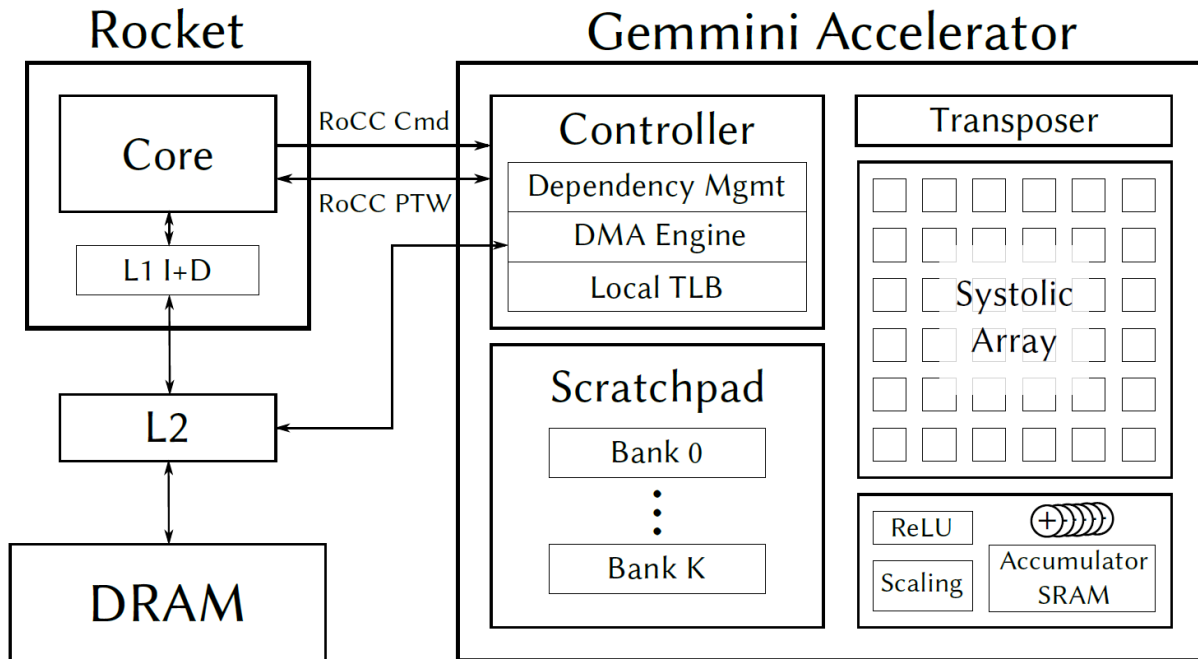 Rocket
Core
L1 I+D
L2
DRAM
RoCC Cmd
RoCC PTW
Gemmini Accelerator
Controller
Dependency Mgmt
DMA Engine
Local TLB
Scratchpad
Bank 0
Bank K
Transposer
Systolic
Array
ReLU
Scaling
+
Accumulator
SRAM